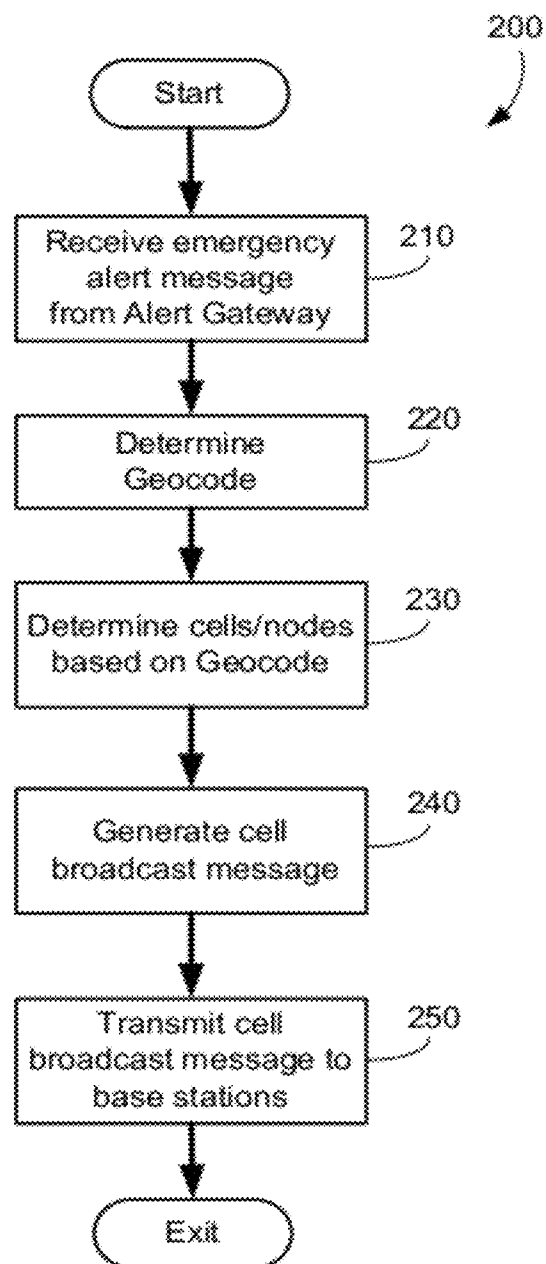 200
Start
Receive emergency
alert message
from Alert Gateway
210
Determine
Geocode
220
Determine cells/nodes
based on Geocode
230
Generate cell
broadcast message
240
Transmit cell
broadcast message to
base stations
250
Exit